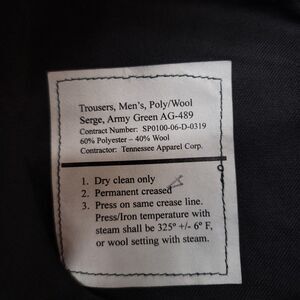 Trousers, Men's, Poly/Wool
Serge, Army Green AG-489
Contract Number: SP0100-06-D-0319
60% Polyester – 40% Wool
Contractor: Tennessee Apparel Corp.
1. Dry clean only
2. Permanent creased
3. Press on same crease line.
Press/Iron temperature with
steam shall be 325° +/- 6° F,
or wool setting with steam.